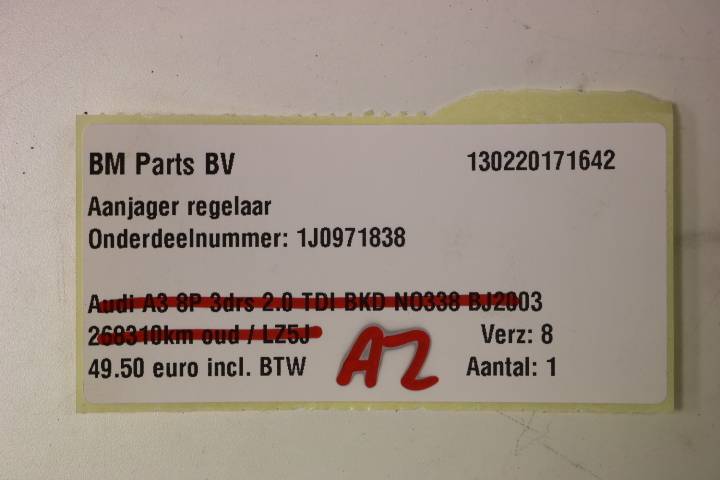 BM Parts BV 130220171642
Aanjager regelaar
Onderdeelnummer: 1J0971838
Audi A3 8P 3drs 2.0 TDI BKD NO338 BJ2003
268310km oud / LZ5J Verz: 8
49.50 euro incl. BTW A2 Aantal: 1